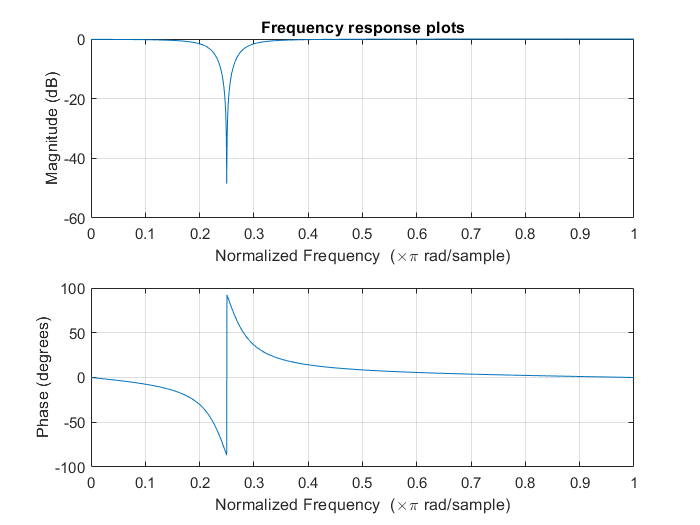 Frequency response plots
Magnitude (dB)
0
-20
-40
-60
0 0.1 0.2 0.3 0.4 0.5 0.6 0.7 0.8 0.9 1
Normalized Frequency (×π rad/sample)
Phase (degrees)
100
50
0
-50
-100
0 0.1 0.2 0.3 0.4 0.5 0.6 0.7 0.8 0.9 1
Normalized Frequency (×π rad/sample)